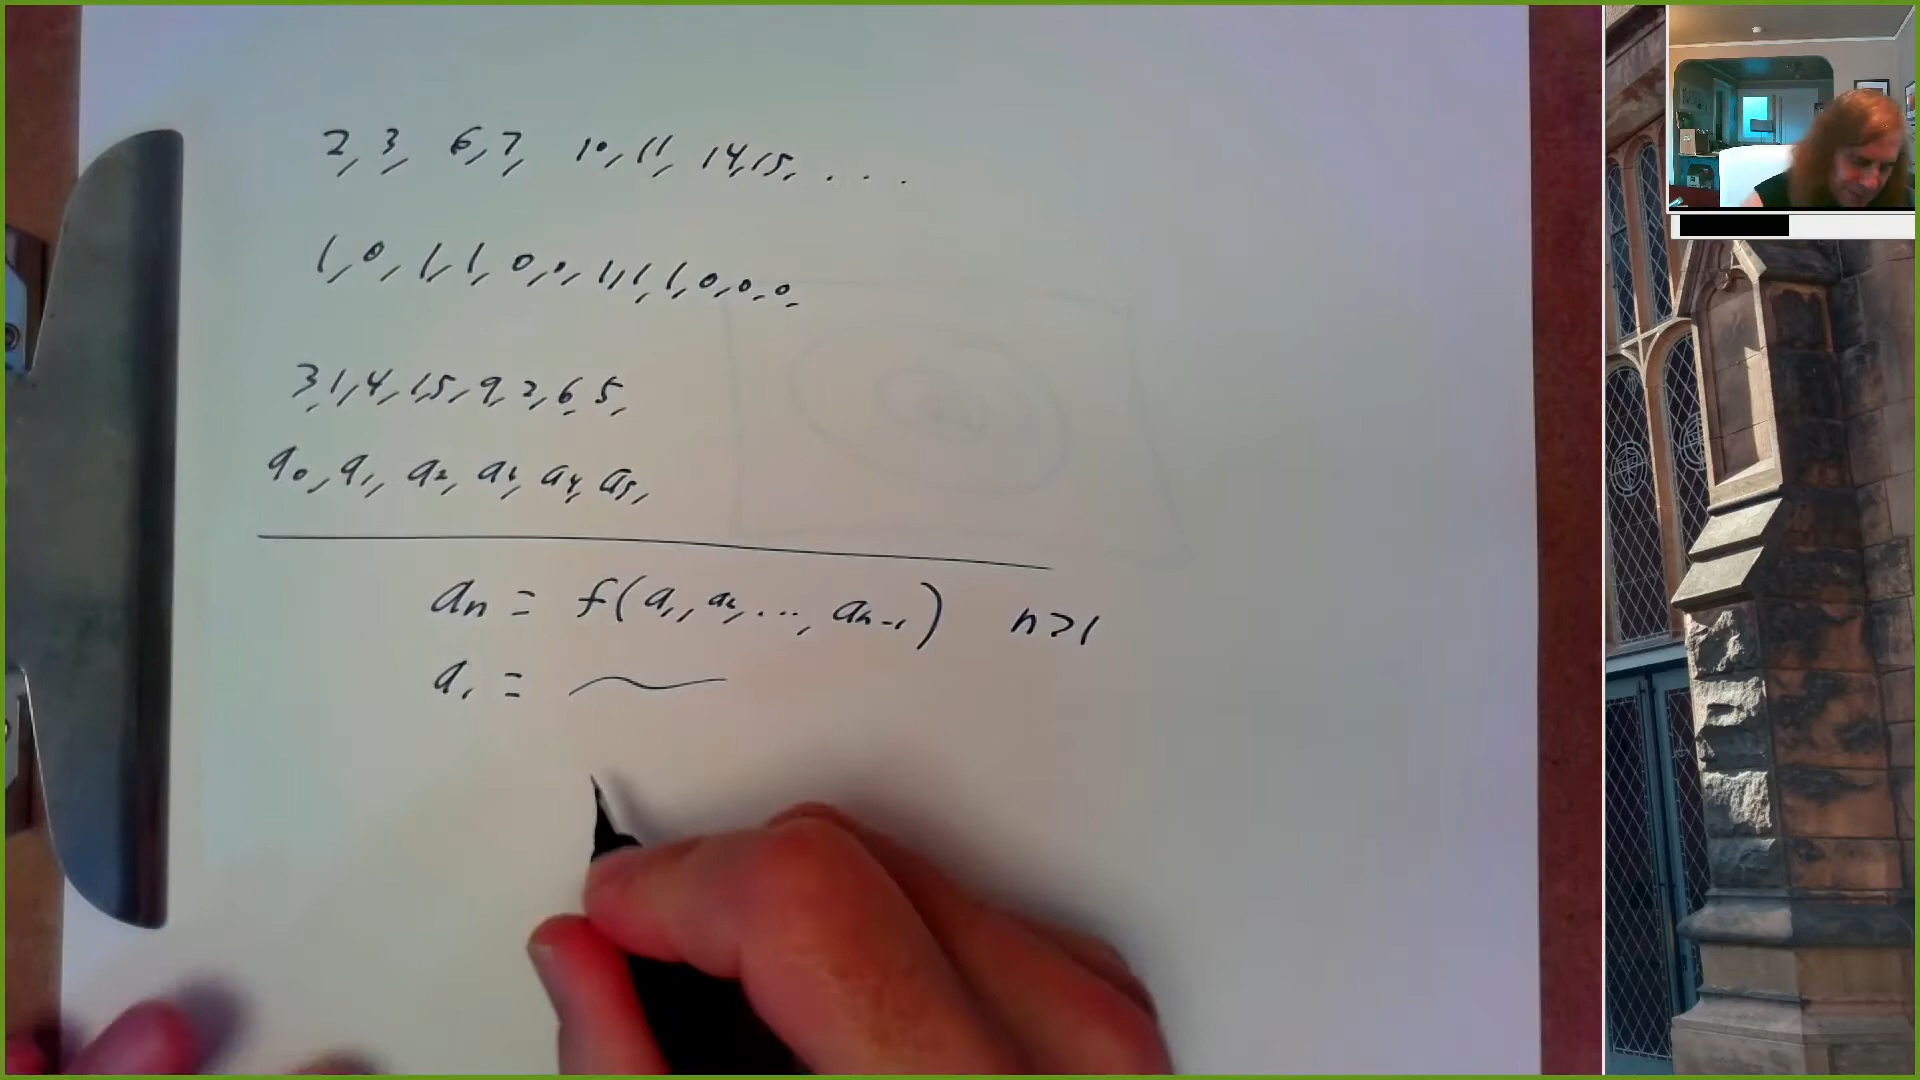 2, 3, 6, 7, 10, 11, 14, 15, . . .
1, 0, 1, 1, 0, 0, 1, 1, 1, 0, 0, 0,
3, 1, 4, 1, 5, 9, 2, 6, 5,
a0, a1, a2, a3, a4, a5,
an = f(a1, a2, ..., an-1) n>1
a1 =